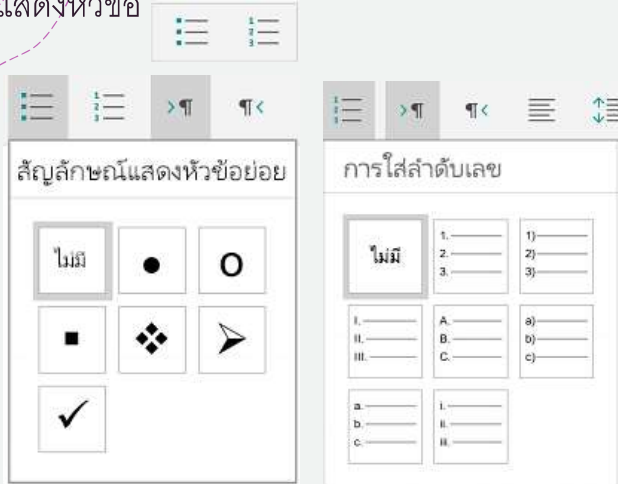 แสดงหัวข้อ
สัญลักษณ์แสดงหัวข้อย่อย
ไม่มี
การใส่ลำดับเลข
ไม่มี
1.
2.
3.
1)
2)
3)
I.
II.
III.
A.
B.
C.
a)
b)
c)
a.
b.
c.
i.
ii.
iii.